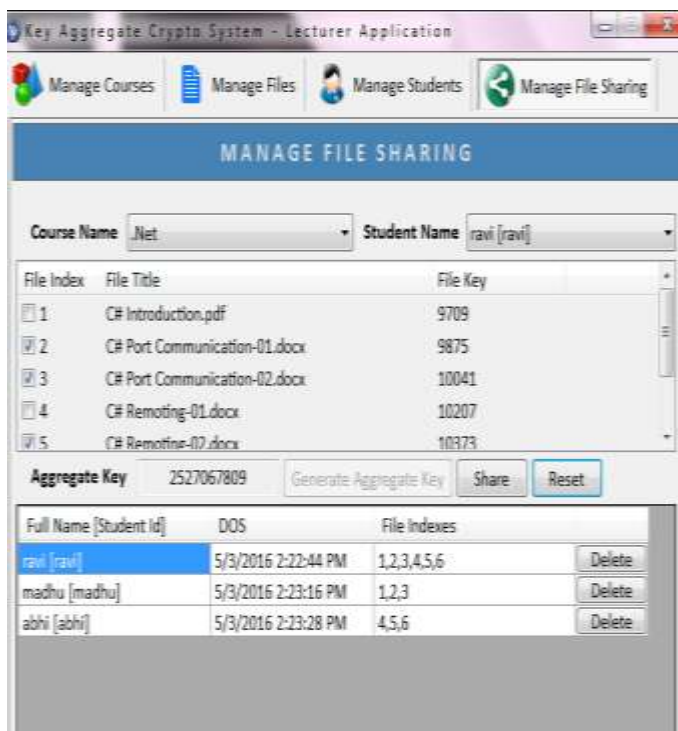 Key Aggregate Crypto System - Lecturer Application
Manage Courses Manage Files Manage Students Manage File Sharing
MANAGE FILE SHARING
Course Name .Net Student Name ravi [ravi]
File Index File Title File Key
1 C# Introduction.pdf 9709
2 C# Port Communication-01.docx 9875
3 C# Port Communication-02.docx 10041
4 C# Remoting-01.docx 10207
5 C# Remoting-02.docx 10373
Aggregate Key 2527067809 Generate Aggregate Key Share Reset
Full Name [Student Id] DOS File Indexes
ravi [ravi] 5/3/2016 2:22:44 PM 1,2,3,4,5,6 Delete
madhu [madhu] 5/3/2016 2:23:16 PM 1,2,3 Delete
abhi [abhi] 5/3/2016 2:23:28 PM 4,5,6 Delete